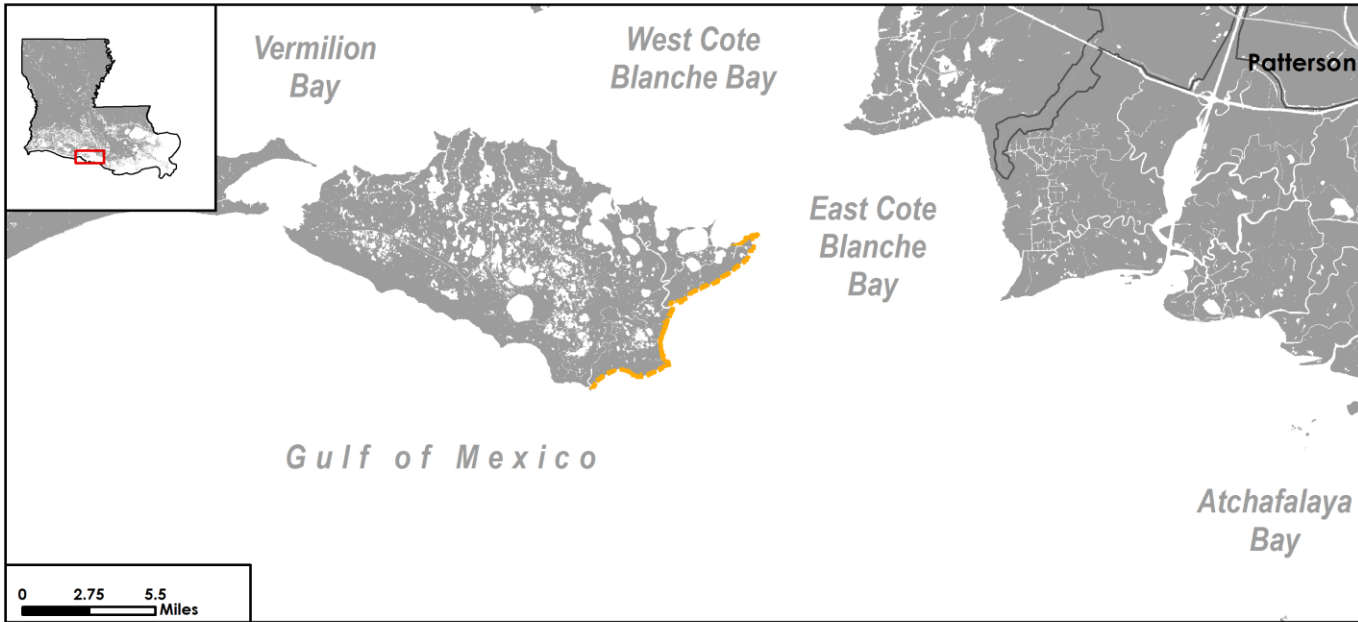 Vermilion
Bay
West Cote
Blanche Bay
Patterson
East Cote
Blanche
Bay
Gulf of Mexico
Atchafalaya
Bay
0 2.75 5.5
Miles